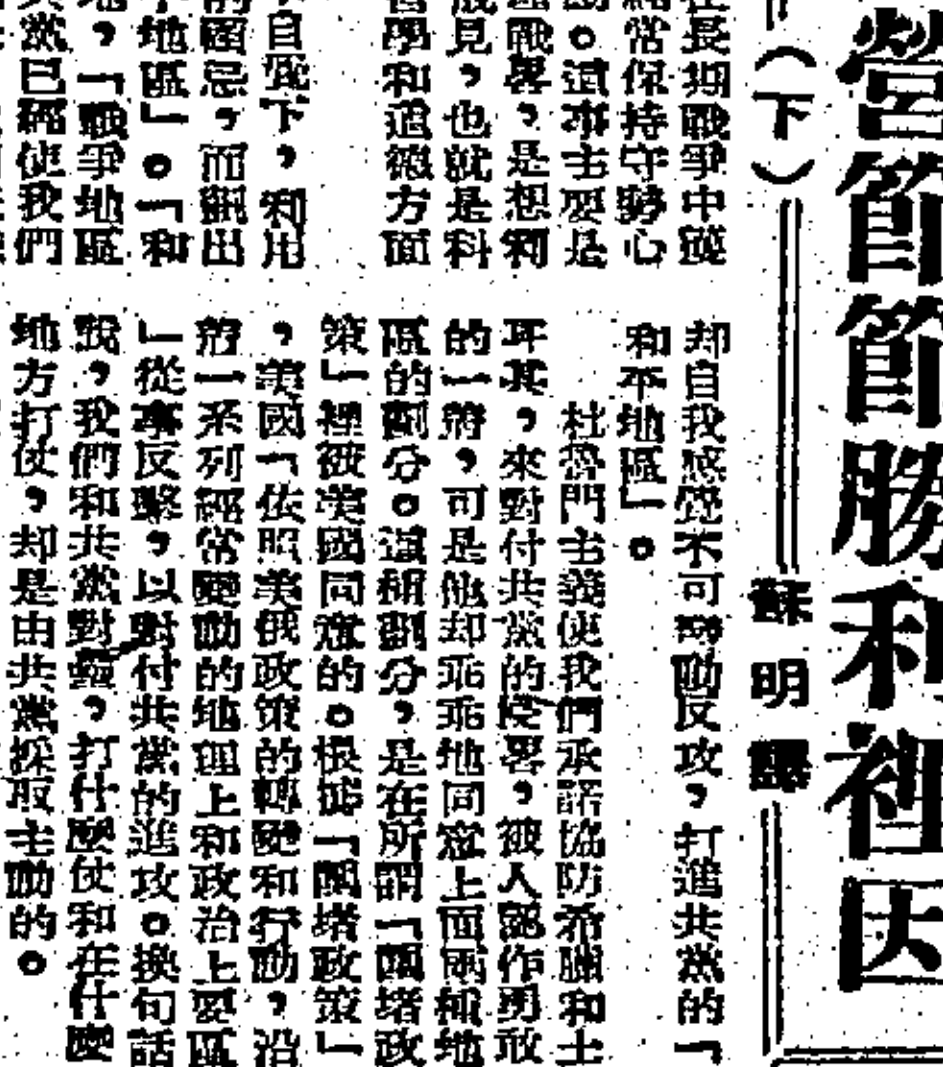 營節節勝利裡因
(下)
蘇明譯
在長期戰爭中
經常保持守勢心
。這事主要是
戰畧,是想利
成見,也就是科
哲學和道德方面
自從下,利用
的顧忌,而劃出
地區」。「和
地,「戰爭地區
共黨已經使我們
却自我感覺不可發動反攻,打進共黨的「
和平地區」。
杜魯門主義使我們承諾協防希臘和土
耳其,來對付共黨的侵畧,被人認作勇敢
的一着,可是他却乖乖地同意上面兩種地
區的劃分。這種劃分,是在所謂「圍堵政
策」裡被美國同意的。根據「圍堵政策」
,美國「依照美俄政策的轉變和行動,沿
着一系列經常變動的地理上和政治上要區
」從事反擊,以對付共黨的進攻。換句話
說,我們和共黨對壘,打什麼仗和在什麼
地方打仗,却是由共黨採取主動的。